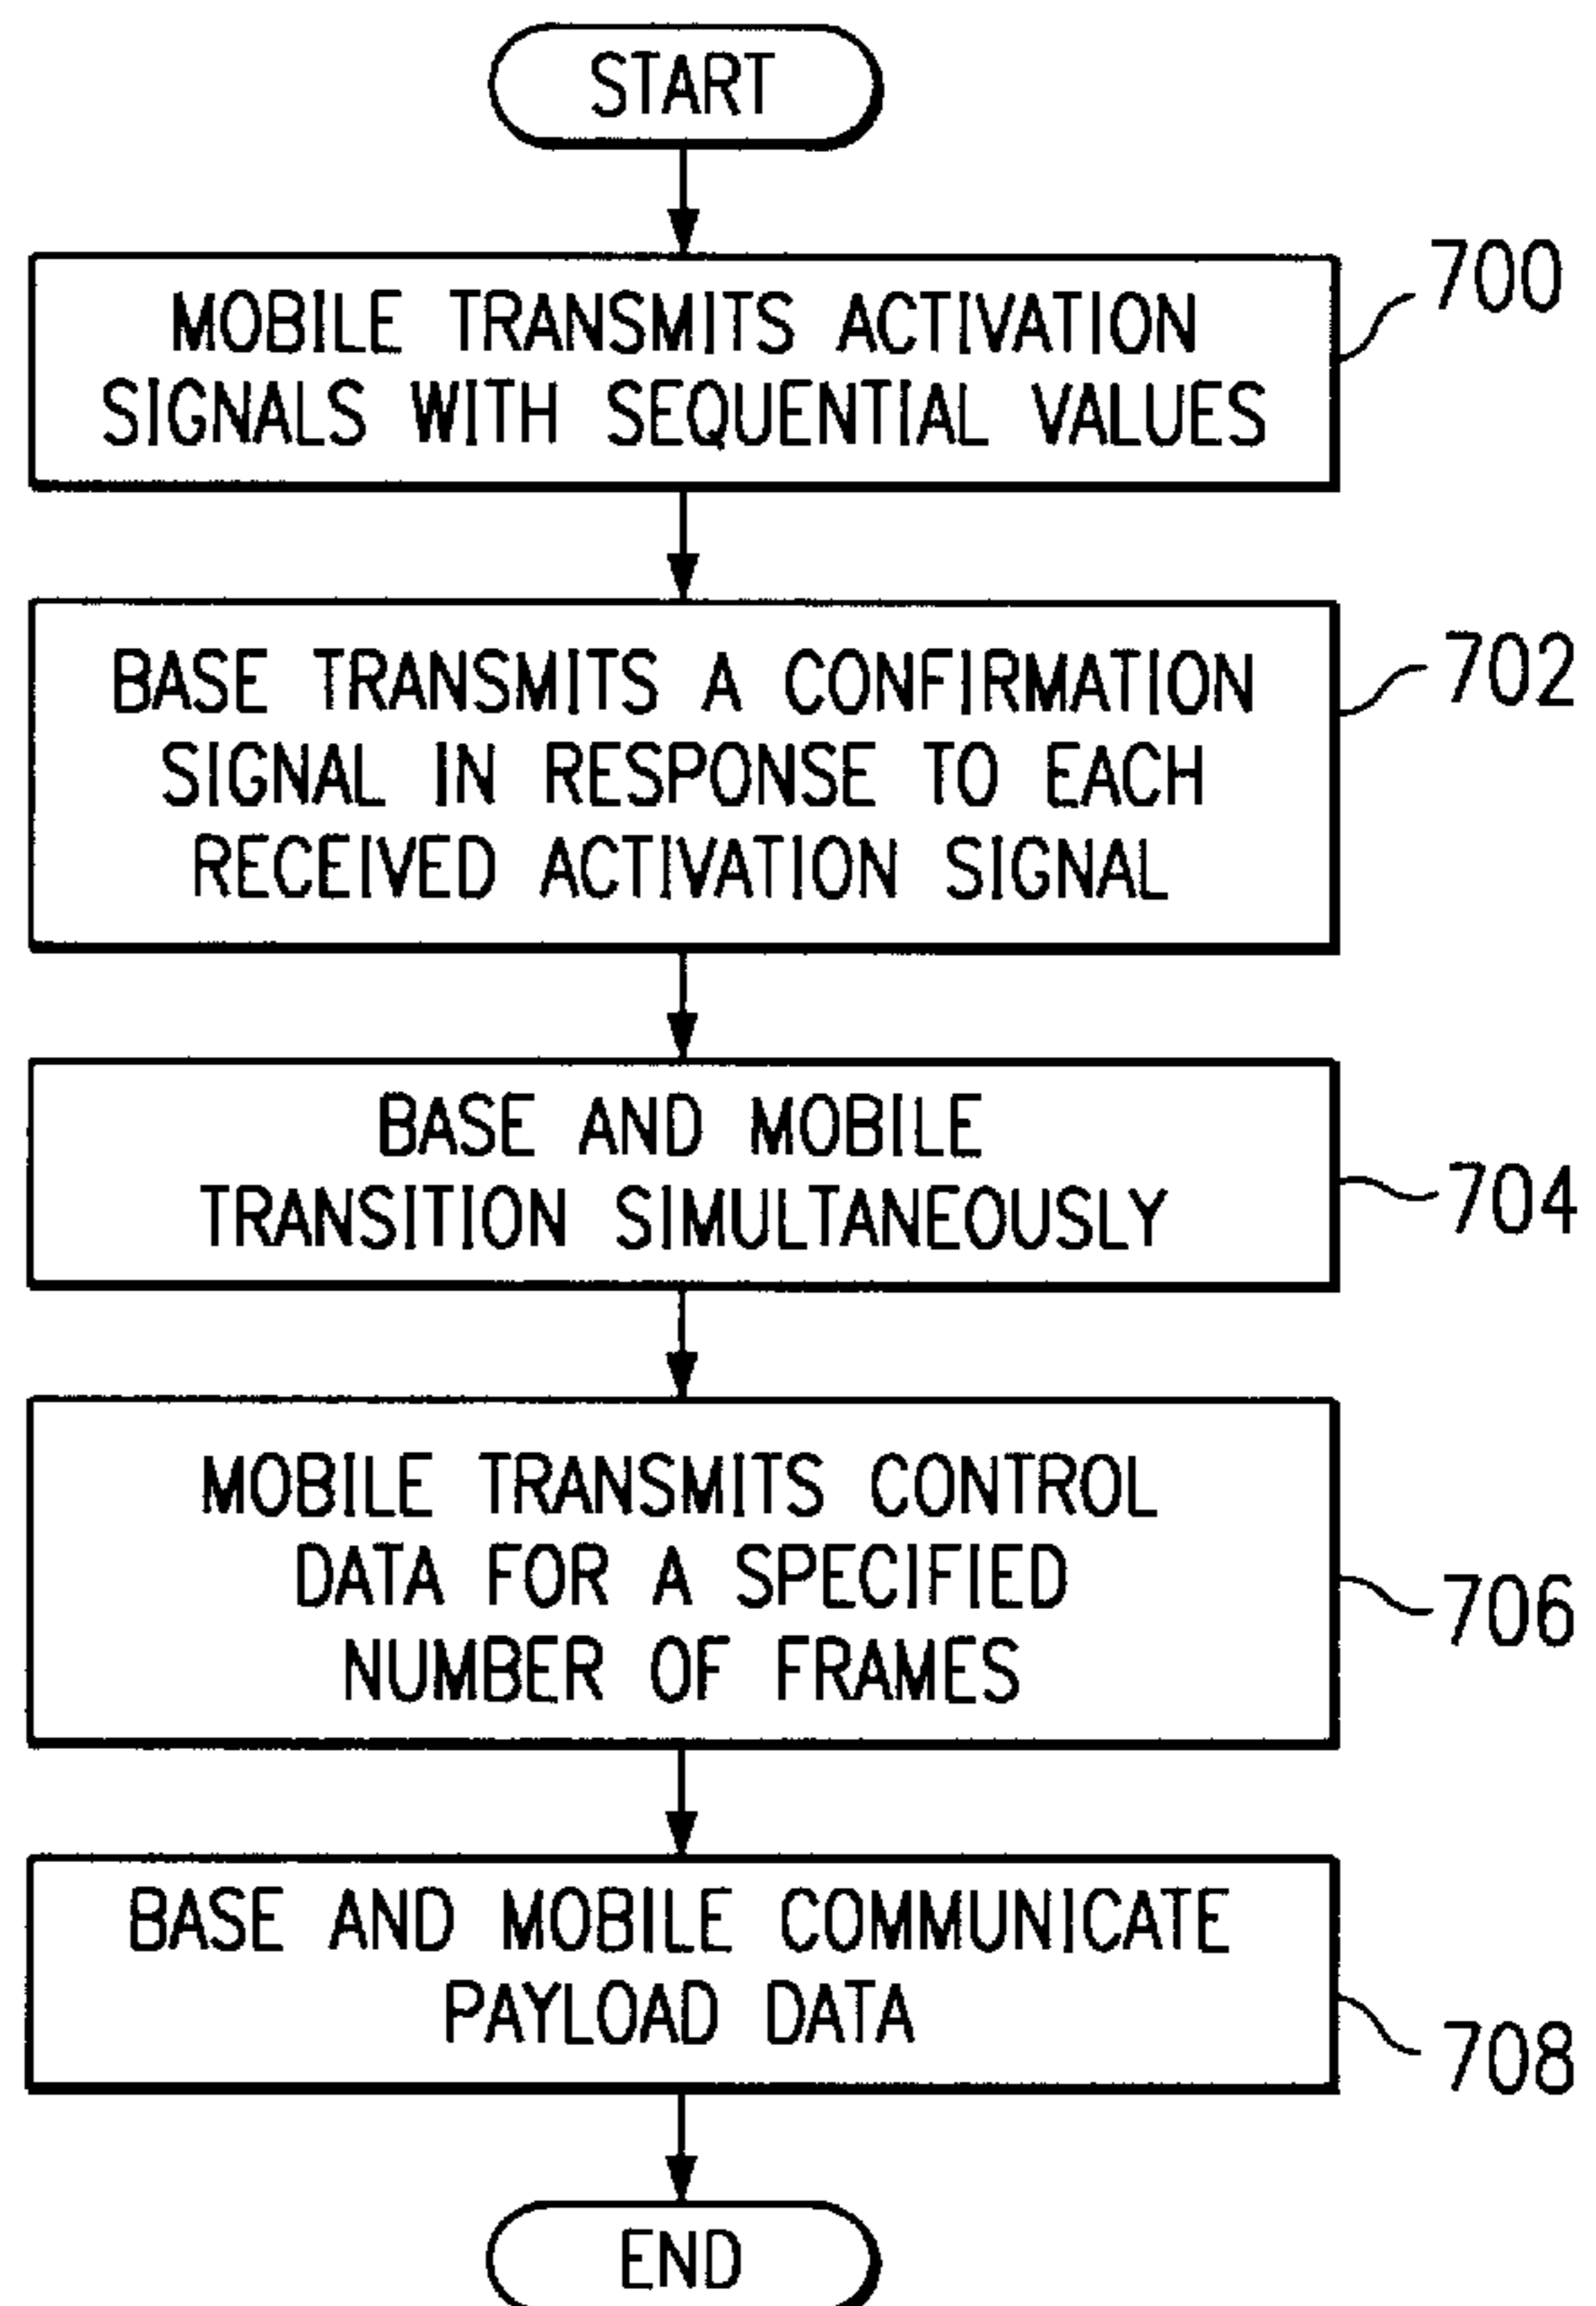 START
MOBILE TRANSMITS ACTIVATION
SIGNALS WITH SEQUENTIAL VALUES
700
BASE TRANSMITS A CONFIRMATION
SIGNAL IN RESPONSE TO EACH
RECEIVED ACTIVATION SIGNAL
702
BASE AND MOBILE
TRANSITION SIMULTANEOUSLY
704
MOBILE TRANSMITS CONTROL
DATA FOR A SPECIFIED
NUMBER OF FRAMES
706
BASE AND MOBILE COMMUNICATE
PAYLOAD DATA
708
END